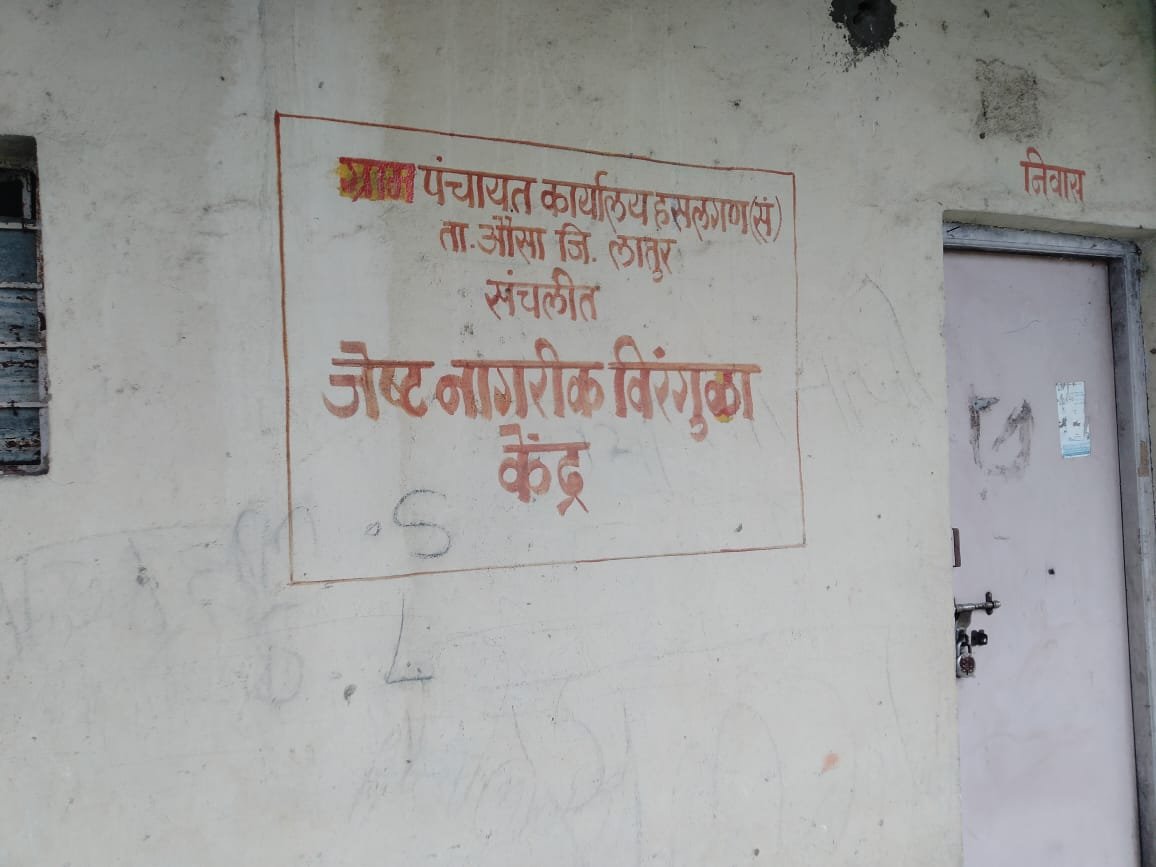 ग्राम पंचायत कार्यालय हसलगण(सं)
ता. औसा जि. लातुर
संचलीत
जेष्ट नागरीक विरंगुळा
केंद्र
निवास
S
L